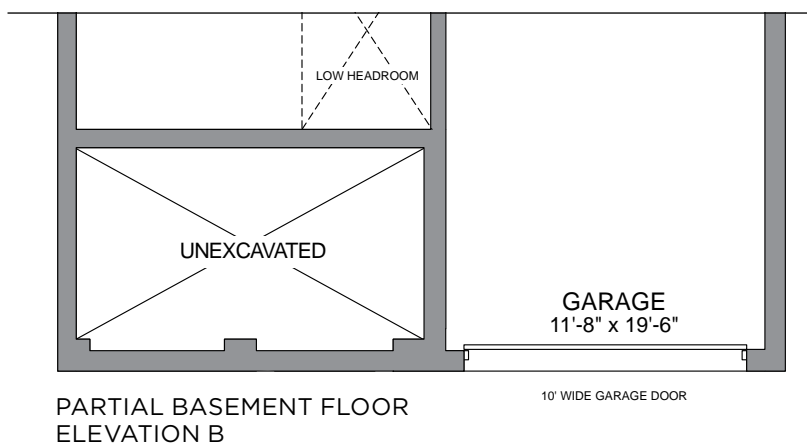 LOW HEADROOM
UNEXCAVATED
GARAGE
11'-8" x 19'-6"
10' WIDE GARAGE DOOR
PARTIAL BASEMENT FLOOR
ELEVATION B